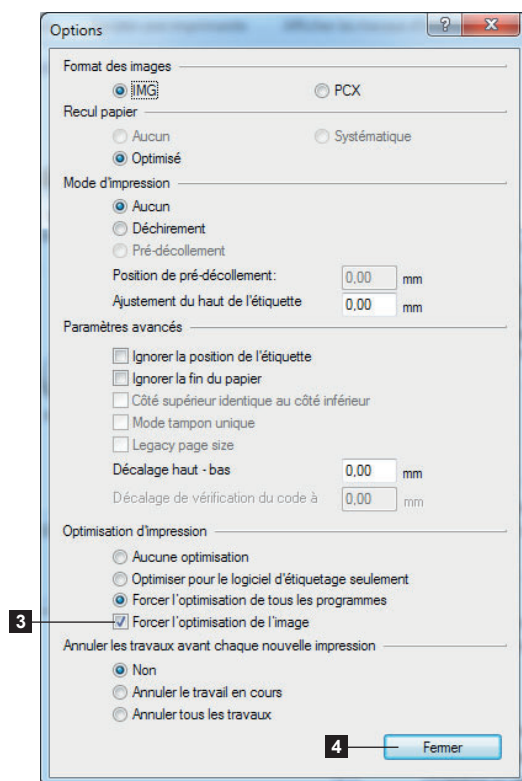 Options
Format des images
IMG PCX
Recul papier
Aucun Systématique
Optimisé
Mode d'impression
Aucun
Déchirement
Pré-décollement
Position de pré-décollement: 0,00 mm
Ajustement du haut de l'étiquette 0,00 mm
Paramètres avancés
Ignorer la position de l'étiquette
Ignorer la fin du papier
Côté supérieur identique au côté inférieur
Mode tampon unique
Legacy page size
Décalage haut - bas 0,00 mm
Décalage de vérification du code à 0,00 mm
Optimisation d'impression
Aucune optimisation
Optimiser pour le logiciel d'étiquetage seulement
Forcer l'optimisation de tous les programmes
3 Forcer l'optimisation de l'image
Annuler les travaux avant chaque nouvelle impression
Non
Annuler le travail en cours
Annuler tous les travaux
4 Fermer